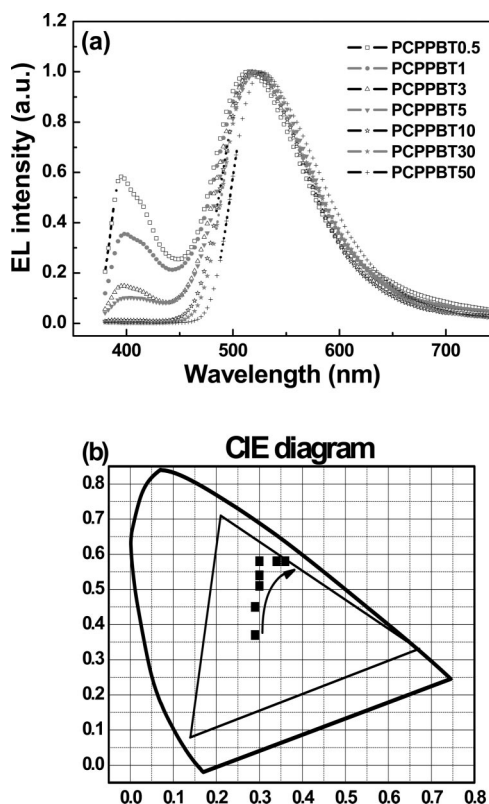 (a)
PCPPBT0.5
PCPPBT1
PCPPBT3
PCPPBT5
PCPPBT10
PCPPBT30
PCPPBT50
EL intensity (a.u.)
1.0
0.8
0.6
0.4
0.2
0.0
400 500 600 700
Wavelength (nm)
(b) CIE diagram
0.8
0.7
0.6
0.5
0.4
0.3
0.2
0.1
0.0
0.0 0.1 0.2 0.3 0.4 0.5 0.6 0.7 0.8